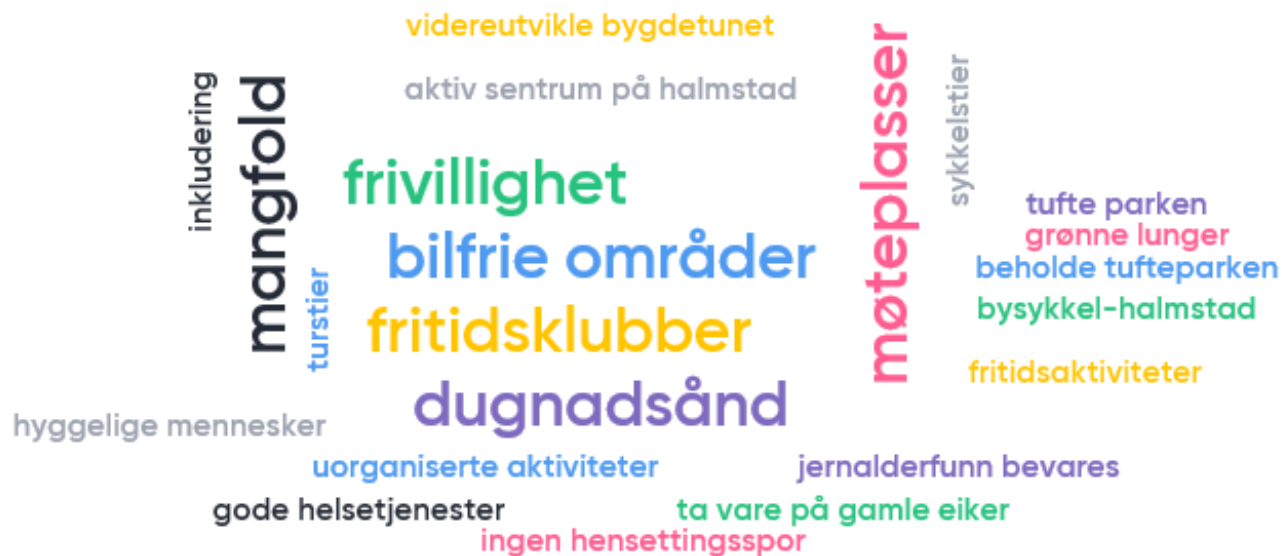 videreutvikle bygdetunet
aktiv sentrum på halmstad
inkludering
mangfold
møteplasser
sykkelstier
frivillighet
tufte parken
grønne lunger
bilfrie områder
beholde tufteparken
turstier
bysykkel-halmstad
fritidsklubber
fritidsaktiviteter
dugnadsånd
hyggelige mennesker
uorganiserte aktiviteter
jernalderfunn bevares
gode helsetjenester
ta vare på gamle eiker
ingen hensettingsspor